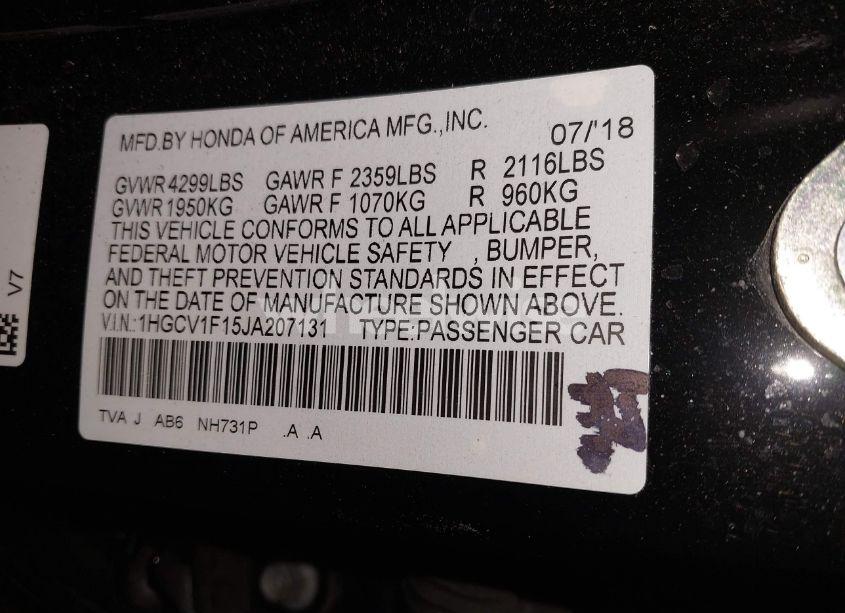 MFD.BY HONDA OF AMERICA MFG.,INC. 07/'18
GVWR 4299LBS GAWR F 2359LBS R 2116LBS
GVWR 1950KG GAWR F 1070KG R 960KG
THIS VEHICLE CONFORMS TO ALL APPLICABLE
FEDERAL MOTOR VEHICLE SAFETY , BUMPER,
AND THEFT PREVENTION STANDARDS IN EFFECT
ON THE DATE OF MANUFACTURE SHOWN ABOVE.
V.I.N.:1HGCV1F15JA207131 TYPE:PASSENGER CAR
TVA J AB6 NH731P .A .A
V7